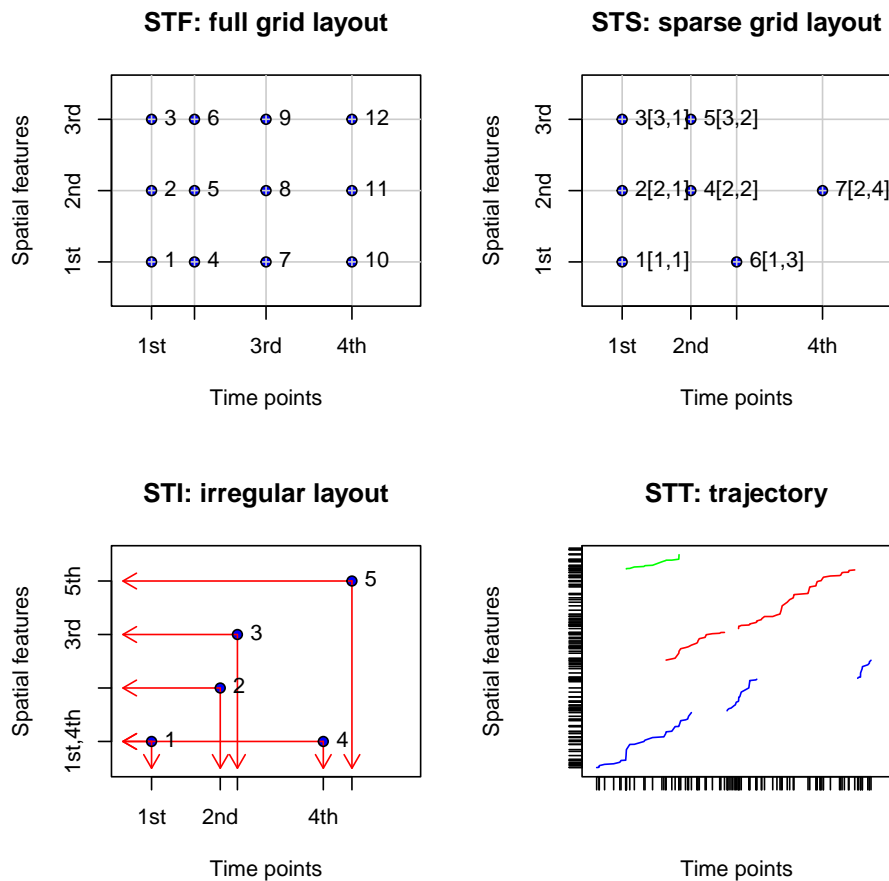 STF: full grid layout
Spatial features
3rd
2nd
1st
3 6 9 12
2 5 8 11
1 4 7 10
1st 3rd 4th
Time points
STS: sparse grid layout
Spatial features
3rd
2nd
1st
3[3,1] 5[3,2]
2[2,1] 4[2,2] 7[2,4]
1[1,1] 6[1,3]
1st 2nd 4th
Time points
STI: irregular layout
Spatial features
5th
3rd
1st,4th
5
3
2
1 4
1st 2nd 4th
Time points
STT: trajectory
Spatial features
Time points